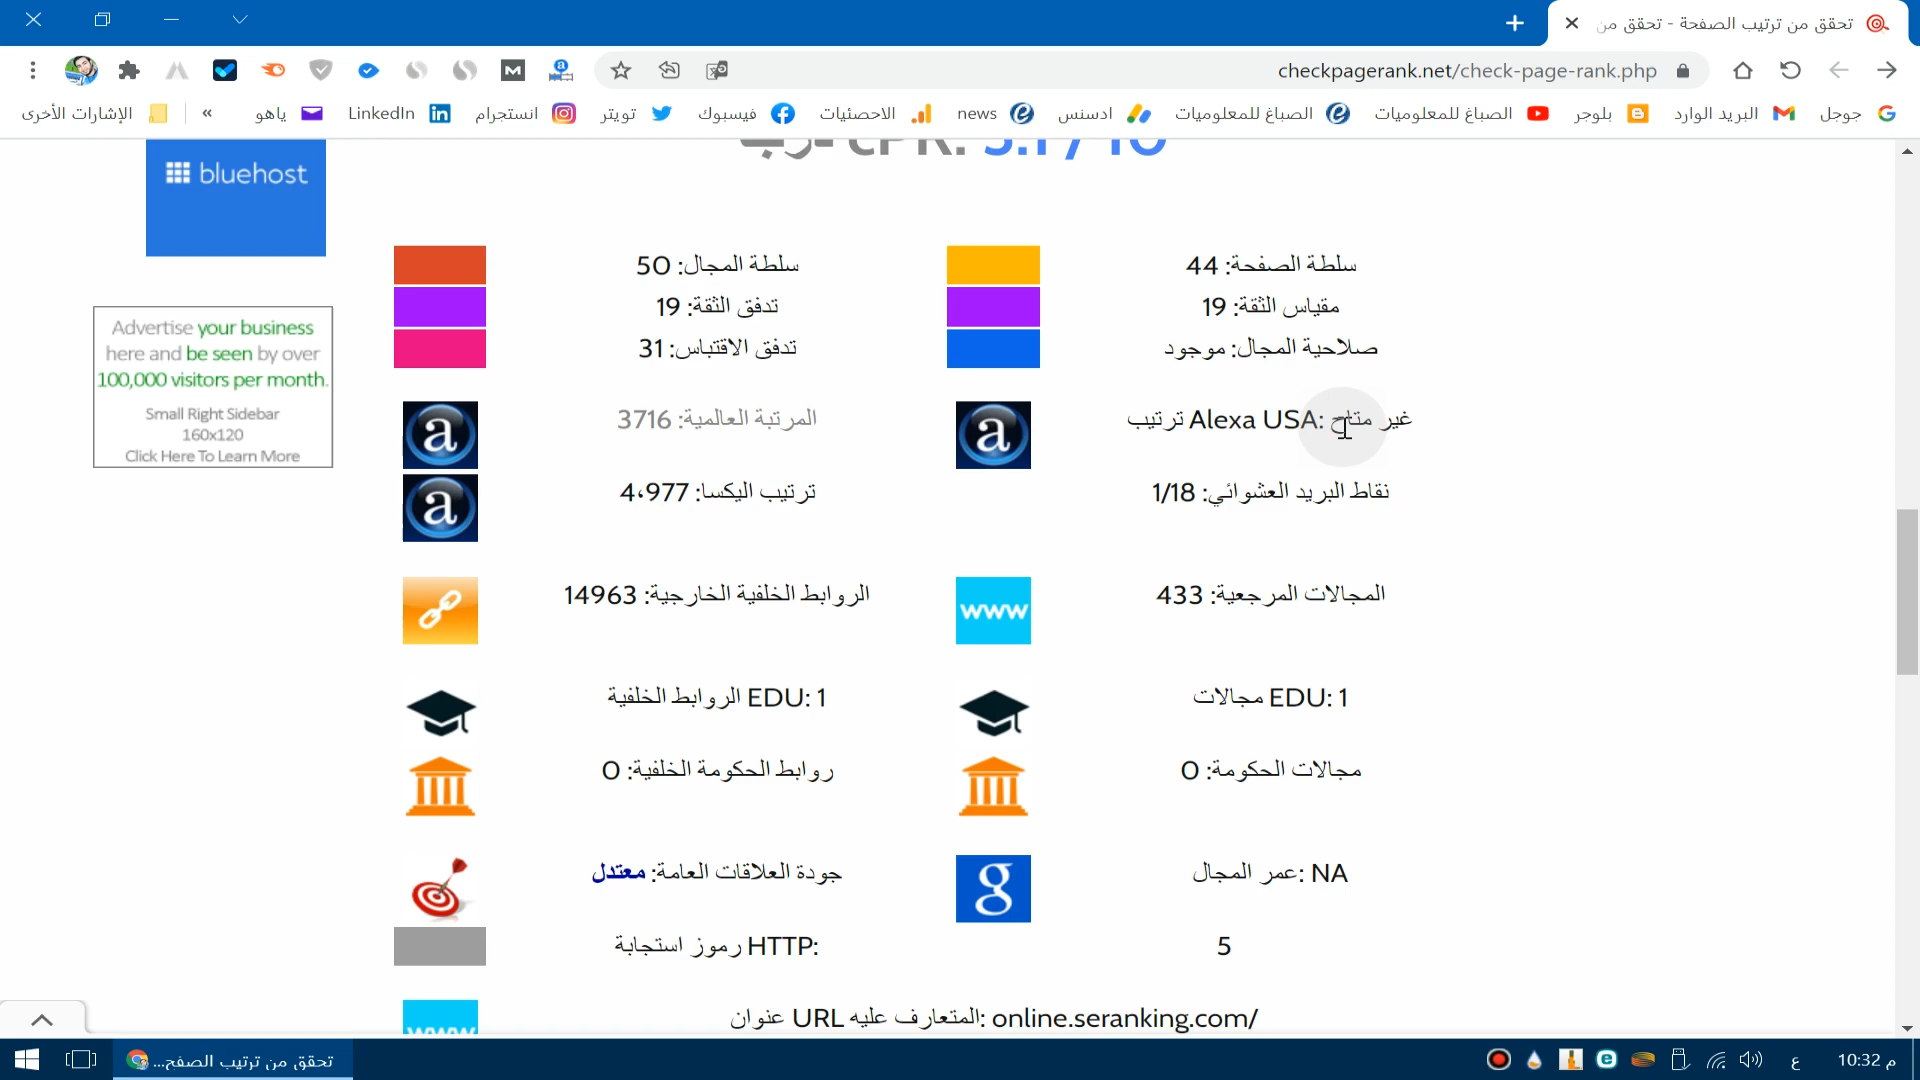 تحقق من ترتيب الصفحة - تحقق من
checkpagerank.net/check-page-rank.php
جوجل
البريد الوارد
بلوجر
الصباغ للمعلوميات
الصباغ للمعلوميات
ادسنس
news
الاحصئيات
فيسبوك
تويتر
انستجرام
LinkedIn
ياهو
»
الإشارات الأخرى
cPR: 3.1 / 10
bluehost
Advertise your business
here and be seen by over
100,000 visitors per month.
Small Right Sidebar
160x120
Click Here To Learn More
سلطة المجال: 50
سلطة الصفحة: 44
تدفق الثقة: 19
مقياس الثقة: 19
تدفق الاقتباس: 31
صلاحية المجال: موجود
المرتبة العالمية: 3716
ترتيب Alexa USA: غير متاح
ترتيب اليكسا: 4،977
نقاط البريد العشوائي: 1/18
الروابط الخلفية الخارجية: 14963
www
المجالات المرجعية: 433
الروابط الخلفية EDU: 1
مجالات EDU: 1
روابط الحكومة الخلفية: 0
مجالات الحكومة: 0
جودة العلاقات العامة: معتدل
عمر المجال: NA
رموز استجابة HTTP:
5
www
عنوان URL المتعارف عليه: online.seranking.com/
تحقق من ترتيب الصفح...
ع
10:32 م